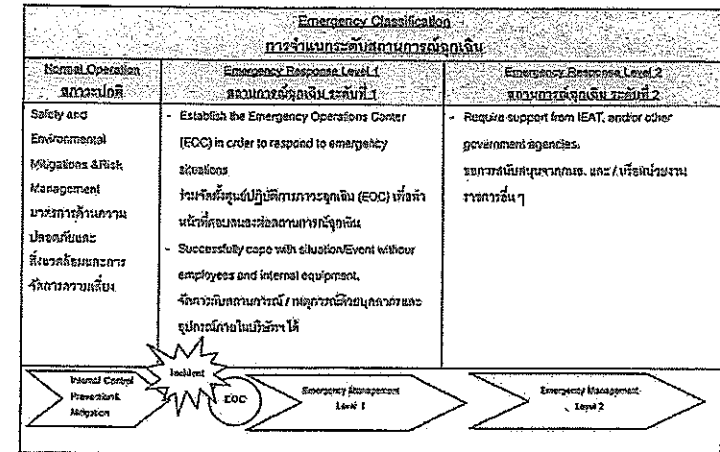 Emergency Classification
การจำแนกระดับสถานการณ์ฉุกเฉิน
Normal Operation
สภาวะปกติ
Emergency Response Level 1
สถานการณ์ฉุกเฉิน ระดับที่ 1
Emergency Response Level 2
สถานการณ์ฉุกเฉิน ระดับที่ 2
Safety and
Environmental
Mitigations &Risk
Management
มาตรการด้านความ
ปลอดภัยและ
สิ่งแวดล้อมและการ
จัดการความเสี่ยง
- Establish the Emergency Operations Center
(EOC) in order to respond to emergency
situations
ร่วมจัดตั้งศูนย์ปฏิบัติการภาวะฉุกเฉิน (EOC) เพื่อทำ
หน้าที่ตอบสนองต่อสถานการณ์ฉุกเฉิน
- Successfully cope with situation/Event withour
employees and internal equipment.
จัดการกับสถานการณ์ / เหตุการณ์ด้วยบุคลากรและ
อุปกรณ์ภายในบริษัทฯ ได้
- Require support from IEAT, and/or other
government agencies.
ขอการสนับสนุนจากกนอ. และ / หรือหน่วยงาน
ราชการอื่น ๆ
Internal Control
Prevention&
Mitigation
Incident
EOC
Emergency Management
Level 1
Emergency Management
Level 2